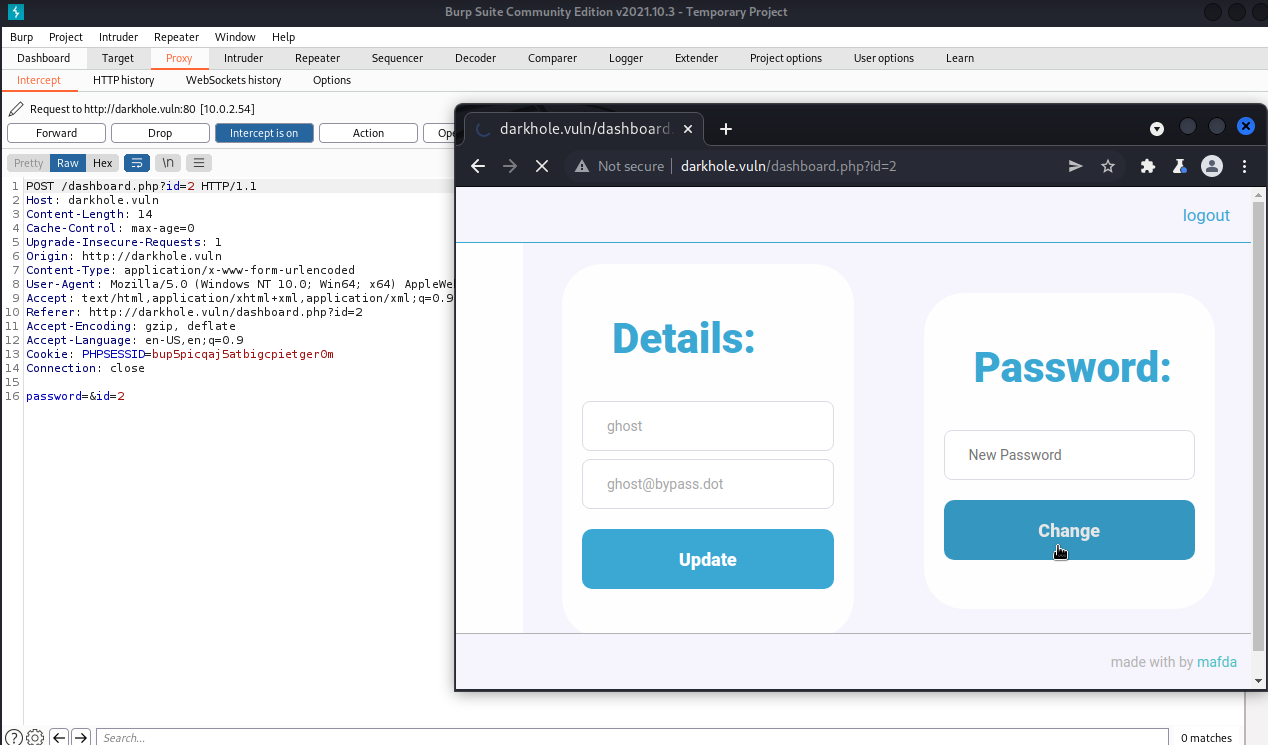 Burp Suite Community Edition v2021.10.3 - Temporary Project
Burp Project Intruder Repeater Window Help
Dashboard Target Proxy Intruder Repeater Sequencer Decoder Comparer Logger Extender Project options User options Learn
Intercept HTTP history WebSockets history Options
Request to http://darkhole.vuln:80 [10.0.2.54]
Forward Drop Intercept is on Action
Pretty Raw Hex \n
1 POST /dashboard.php?id=2 HTTP/1.1
2 Host: darkhole.vuln
3 Content-Length: 14
4 Cache-Control: max-age=0
5 Upgrade-Insecure-Requests: 1
6 Origin: http://darkhole.vuln
7 Content-Type: application/x-www-form-urlencoded
8 User-Agent: Mozilla/5.0 (Windows NT 10.0; Win64; x64) AppleWe
9 Accept: text/html,application/xhtml+xml,application/xml;q=0.9
10 Referer: http://darkhole.vuln/dashboard.php?id=2
11 Accept-Encoding: gzip, deflate
12 Accept-Language: en-US,en;q=0.9
13 Cookie: PHPSESSID=bup5picqaj5atbigcpietger0m
14 Connection: close
15
16 password=&id=2
Search...
0 matches
darkhole.vuln/dashboard.
Not secure darkhole.vuln/dashboard.php?id=2
logout
Details:
ghost
ghost@bypass.dot
Update
Password:
New Password
Change
made with by mafda